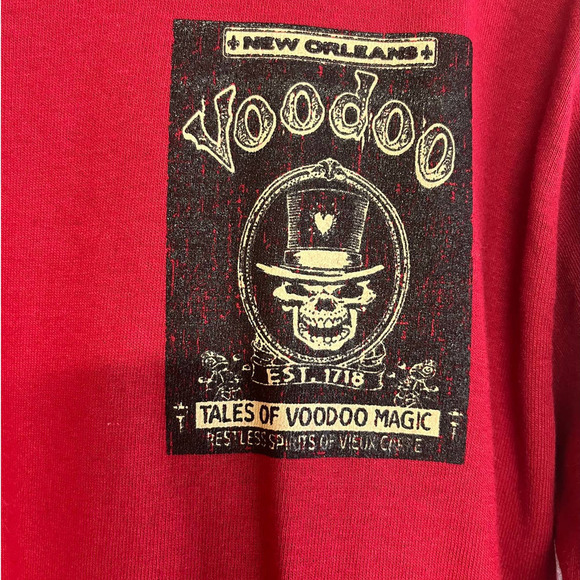 NEW ORLEANS
Voodoo
EST. 1718
TALES OF VOODOO MAGIC
RESTLESS SPIRITS OF VIEUX CARRE